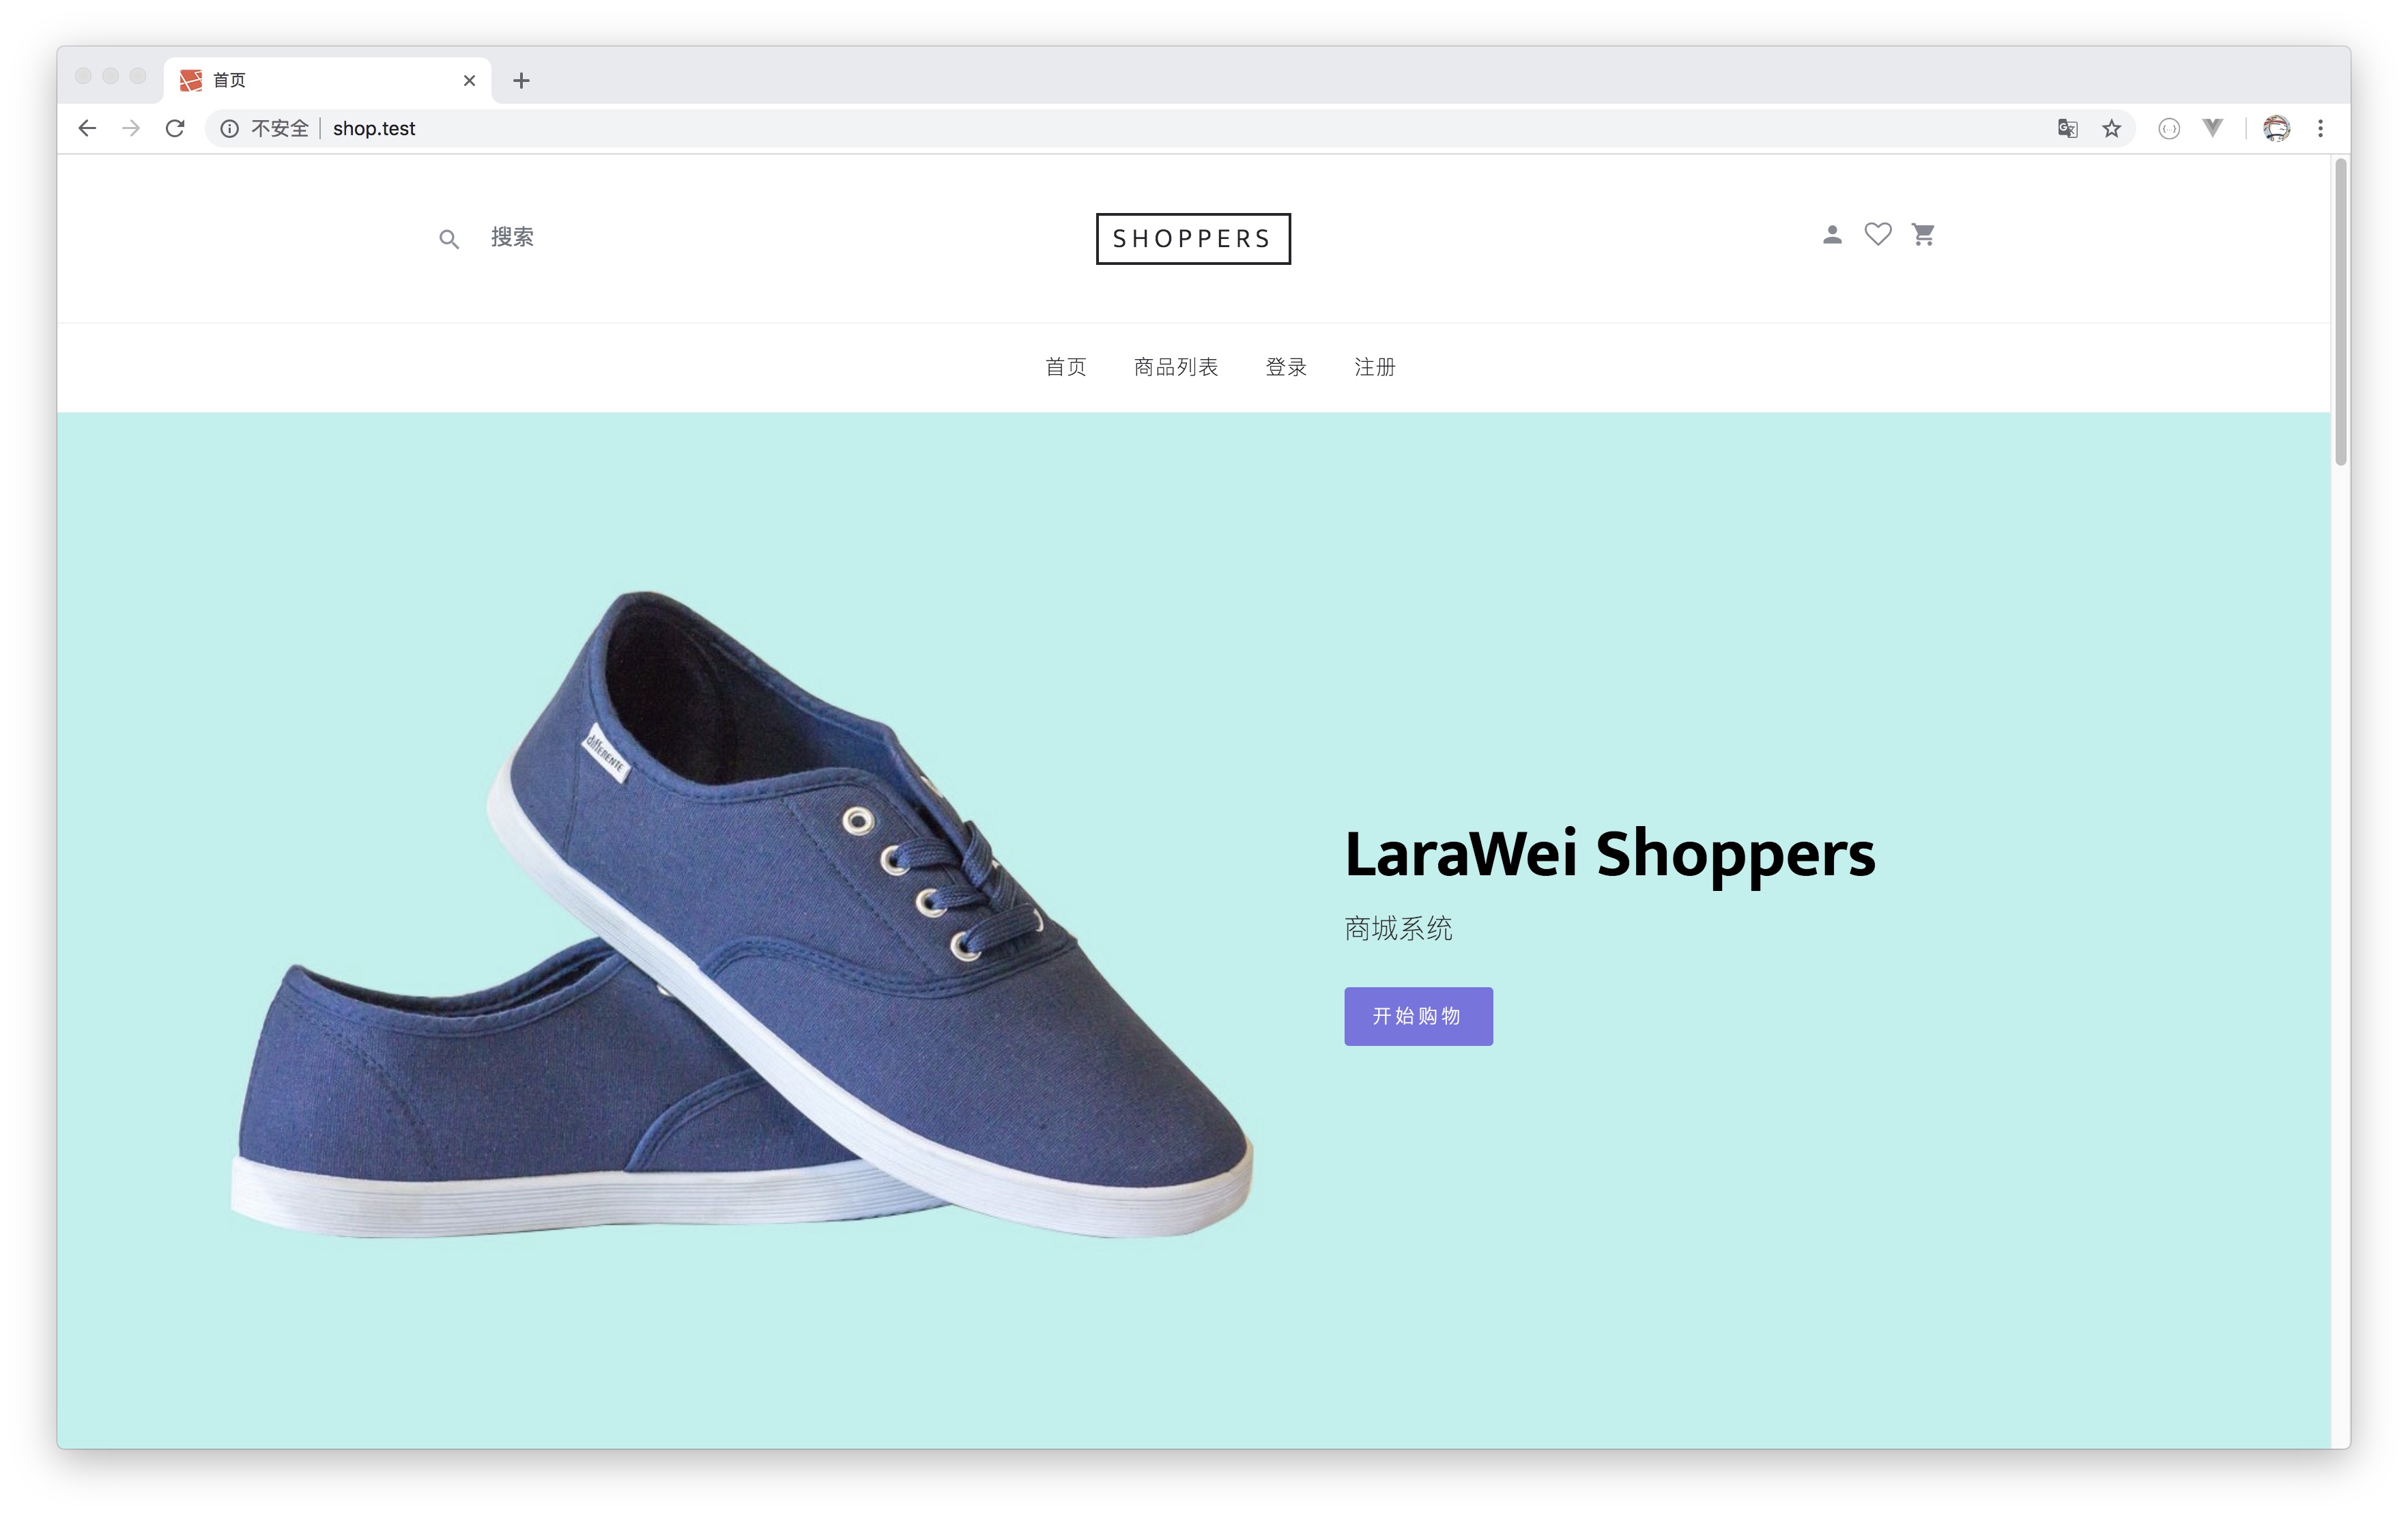 首页
不安全 shop.test
搜索
SHOPPERS
首页 商品列表 登录 注册
differente
LaraWei Shoppers
商城系统
开始购物